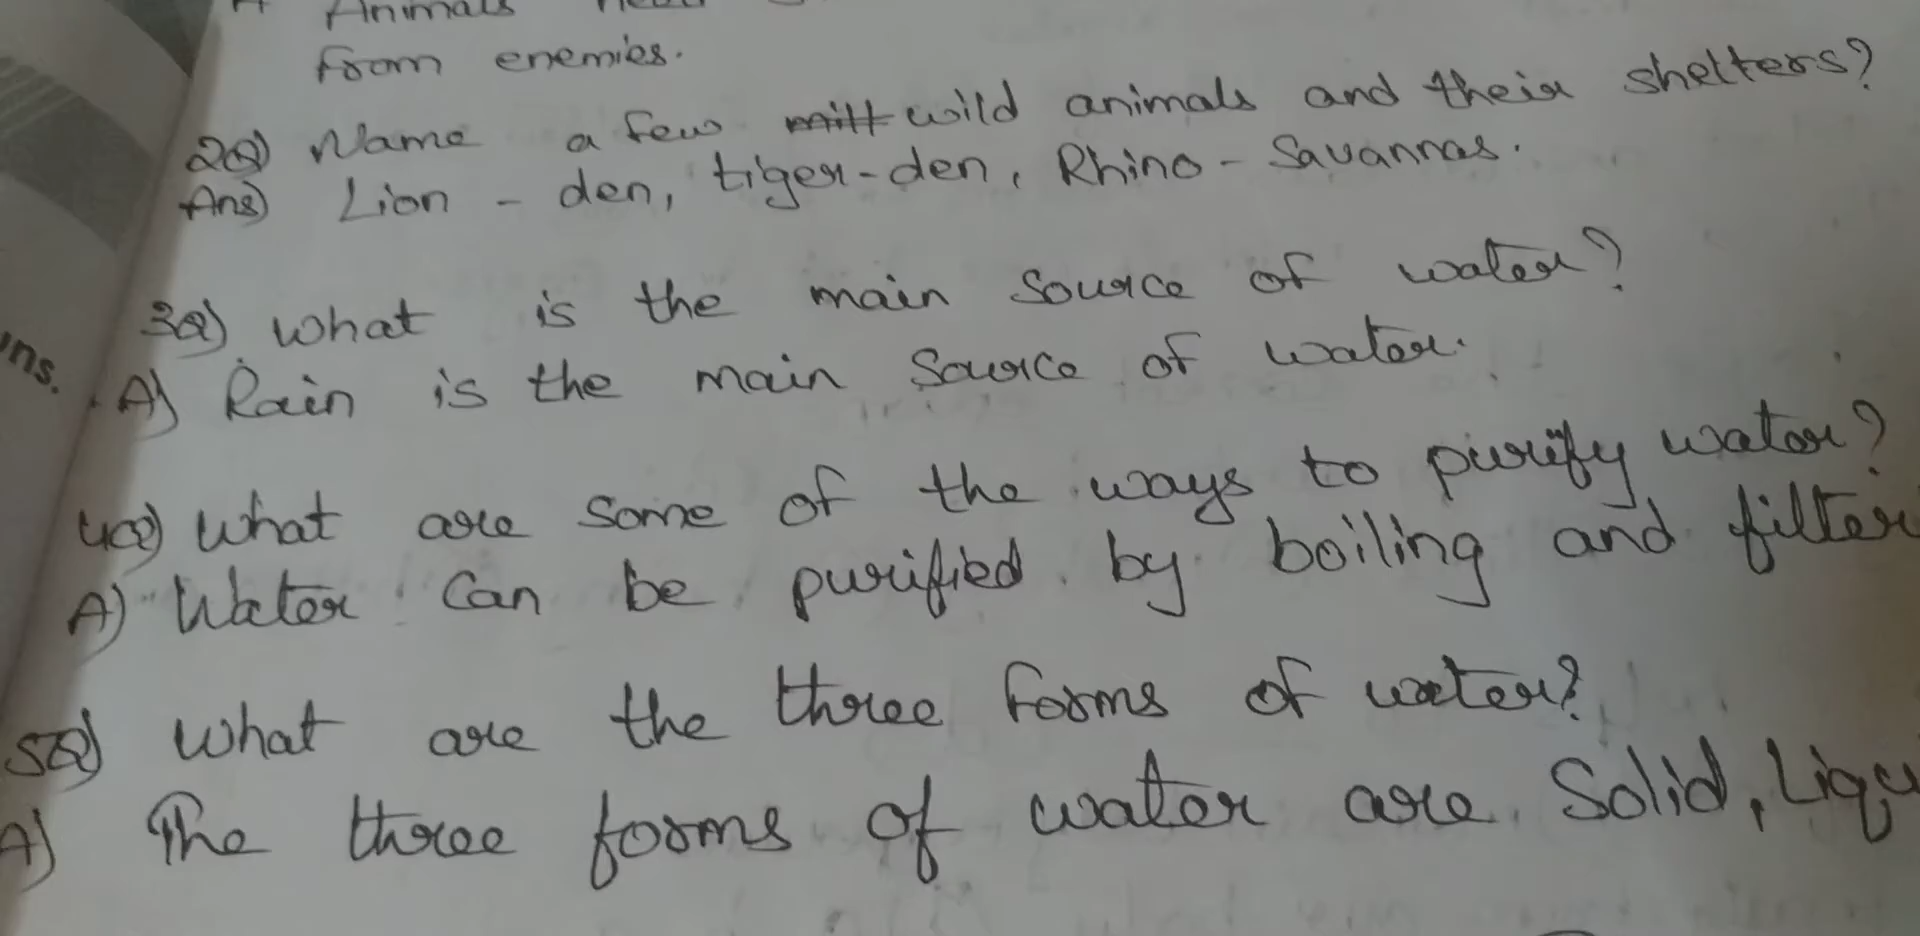 Animals
from enemies.
2Q) Name a few wild animals and their shelters?
Ans) Lion - den, tiger-den, Rhino - Savannas.
3Q) What is the main source of water?
ns.
A) Rain is the main source of water.
4Q) What are some of the ways to purify water?
A) Water can be purified by boiling and filter
5Q) What are the three forms of water?
A) The three forms of water are Solid, Liqu